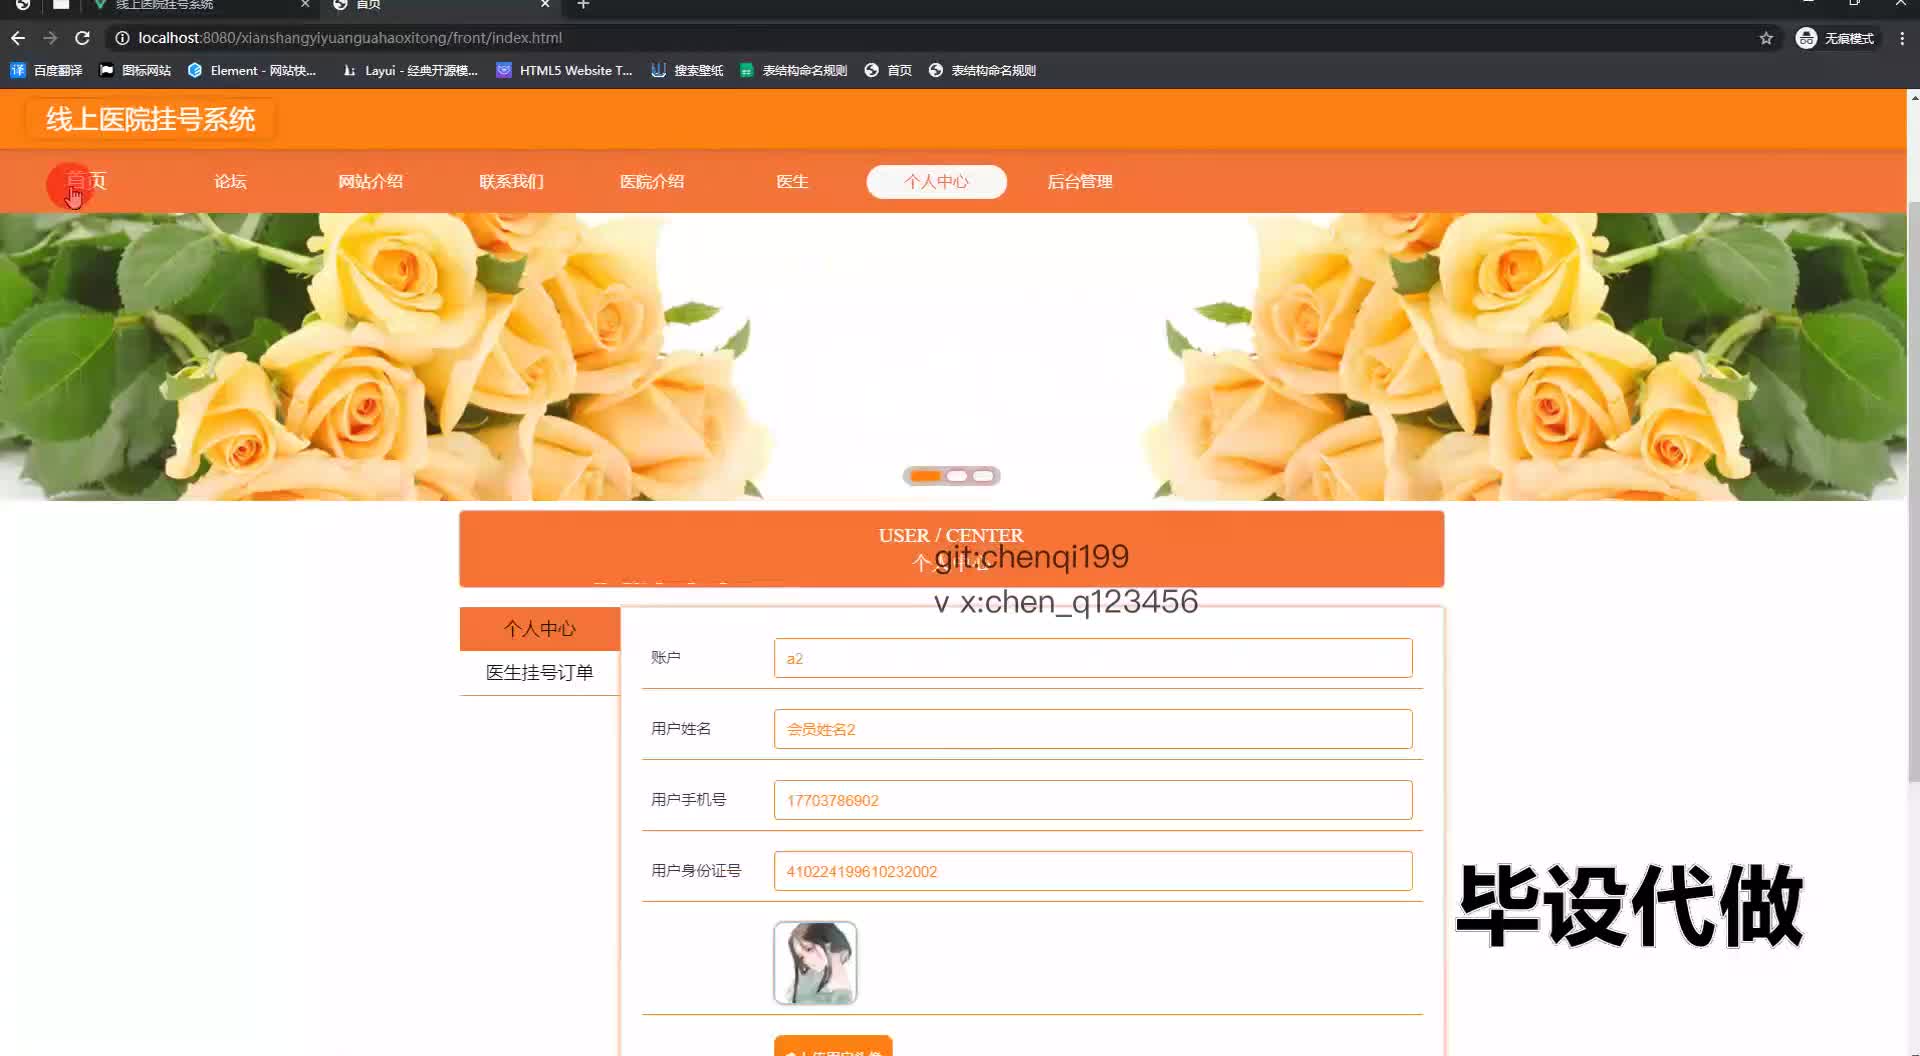 线上医院挂号系统
首页
localhost:8080/xianshangyiyuanguahaoxitong/front/index.html
无痕模式
百度翻译
图标网站
Element - 网站快...
Layui - 经典开源模...
HTML5 Website T...
搜索壁纸
表结构命名规则
首页
表结构命名规则
线上医院挂号系统
首页
论坛
网站介绍
联系我们
医院介绍
医生
个人中心
后台管理
USER / CENTER
个人中心
git:chenqi199
v x:chen_q123456
个人中心
医生挂号订单
账户
a2
用户姓名
会员姓名2
用户手机号
17703786902
用户身份证号
410224199610232002
毕设代做